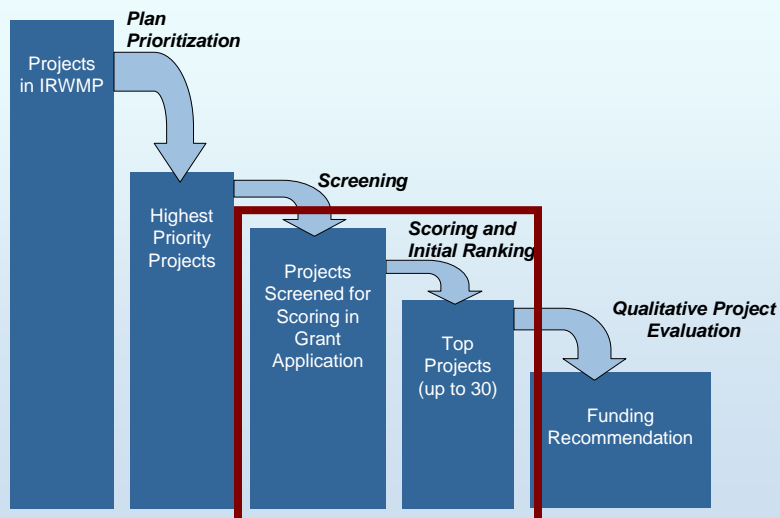 Plan
Prioritization
Projects
in IRWMP
Screening
Highest
Priority
Projects
Scoring and
Initial Ranking
Projects
Screened for
Scoring in
Grant
Application
Qualitative Project
Evaluation
Top
Projects
(up to 30)
Funding
Recommendation